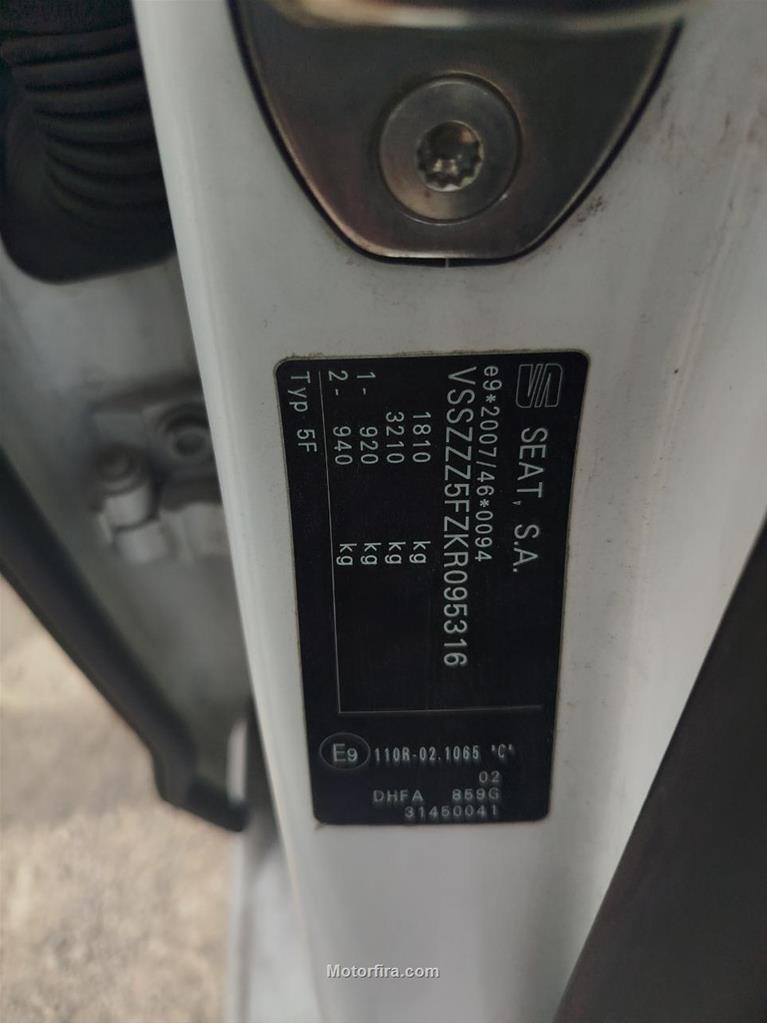 SEAT, S.A.
e9*2007/46*0094
VSSZZZ5FZKR095316
1810 kg
3210 kg
1- 920 kg
2- 940 kg
Typ 5F
E9 110R-02.1065 "C"
02
DHFA 859G
31450041
Motorfira.com